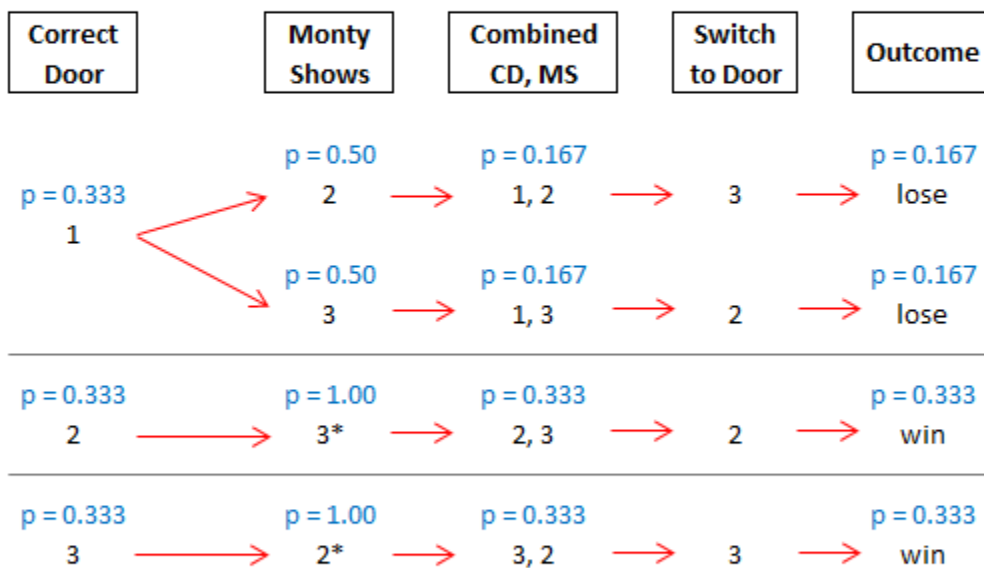 Correct Door
Monty Shows
Combined CD, MS
Switch to Door
Outcome
p = 0.50 p = 0.167 p = 0.167
p = 0.333 2 1, 2 3 lose
1
p = 0.50 p = 0.167 p = 0.167
3 1, 3 2 lose
p = 0.333 p = 1.00 p = 0.333 p = 0.333
2 3* 2, 3 2 win
p = 0.333 p = 1.00 p = 0.333 p = 0.333
3 2* 3, 2 3 win